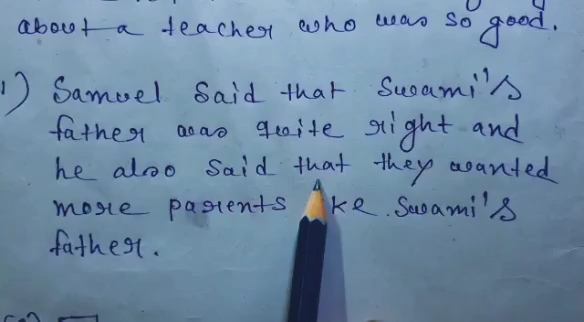 about a teacher who was so good.
1) Samuel said that Swami's
father was quite right and
he also said that they wanted
more parents ke Swami's
father.